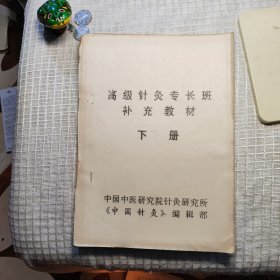 高级针灸专长班
补充教材
下册
中国中医研究院针灸研究所
《中国针灸》编辑部